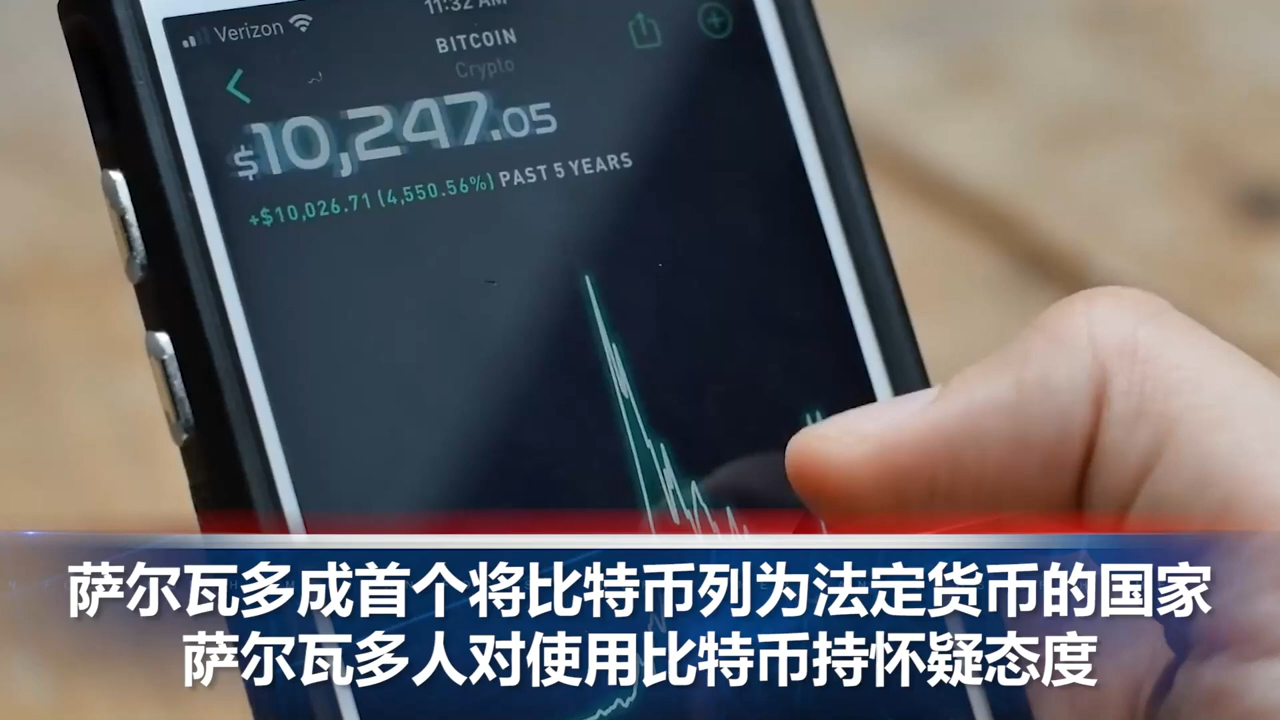 Verizon
11:32 AM
BITCOIN
Crypto
$10,247.05
+$10,026.71 (4,550.56%) PAST 5 YEARS
萨尔瓦多成首个将比特币列为法定货币的国家
萨尔瓦多人对使用比特币持怀疑态度